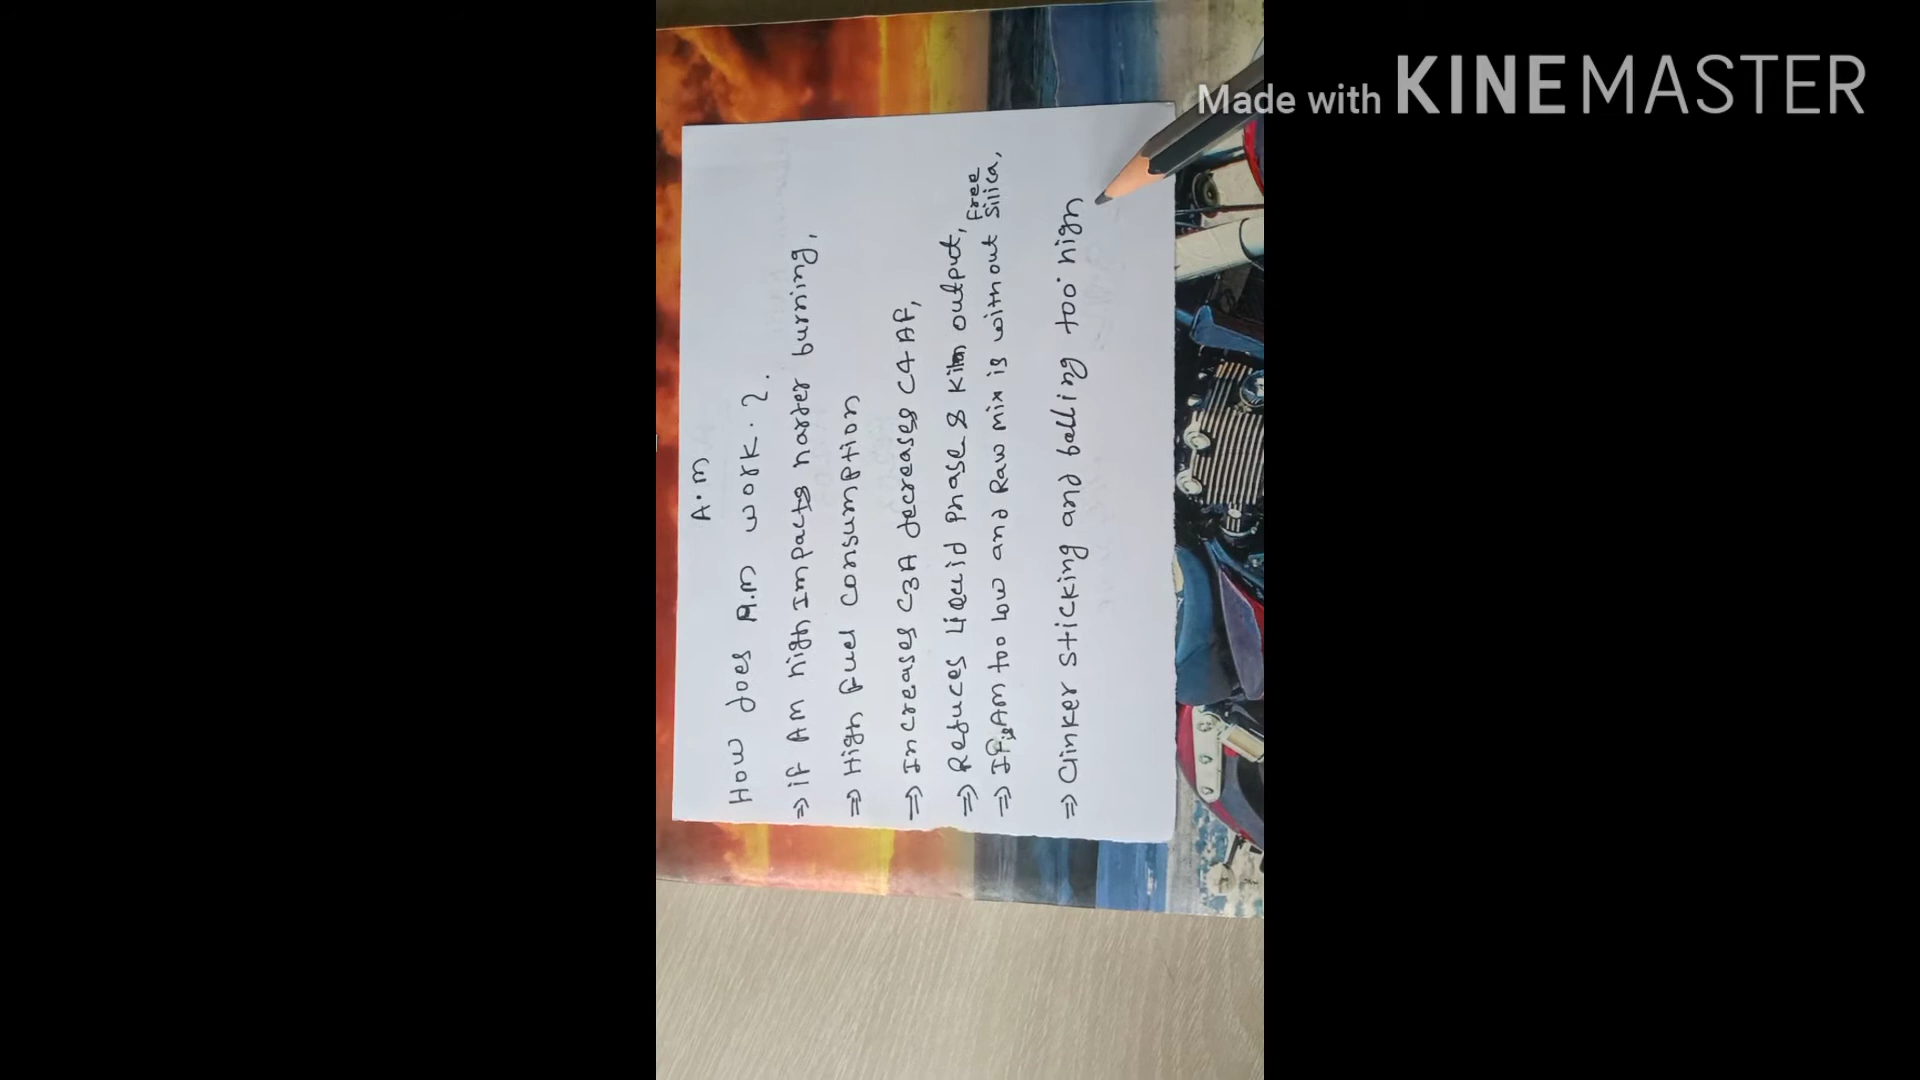 Made with KINEMASTER
A.M
How does A.M work.?
⇒ if AM high Impacts harder burning,
⇒ High Fuel consumption
⇒ Increases C3A decreases C4AF,
⇒ Reduces Liquid phase & Kiln output,
⇒ If is AM too low and Raw mix is without Free Silica,
⇒ Clinker sticking and balling too high